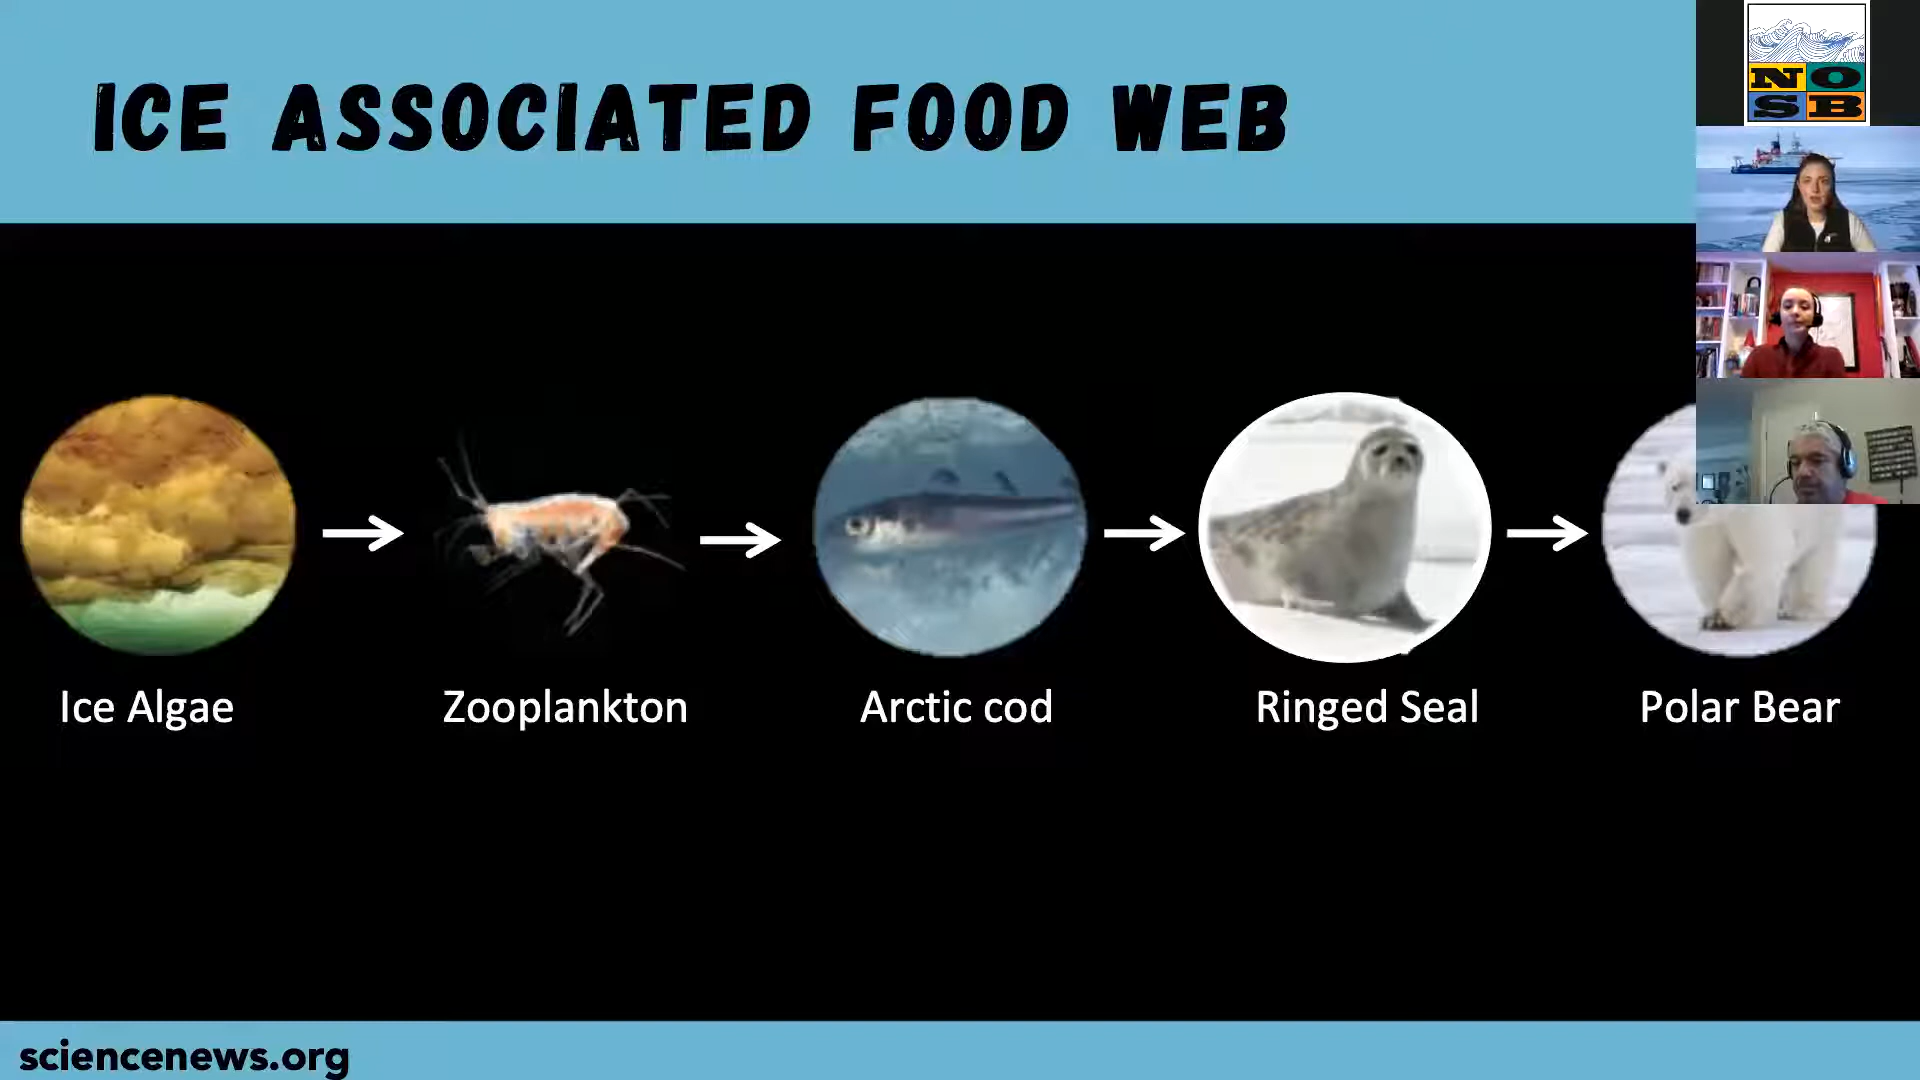 ICE ASSOCIATED FOOD WEB
N O
S B
Ice Algae
Zooplankton
Arctic cod
Ringed Seal
Polar Bear
sciencenews.org